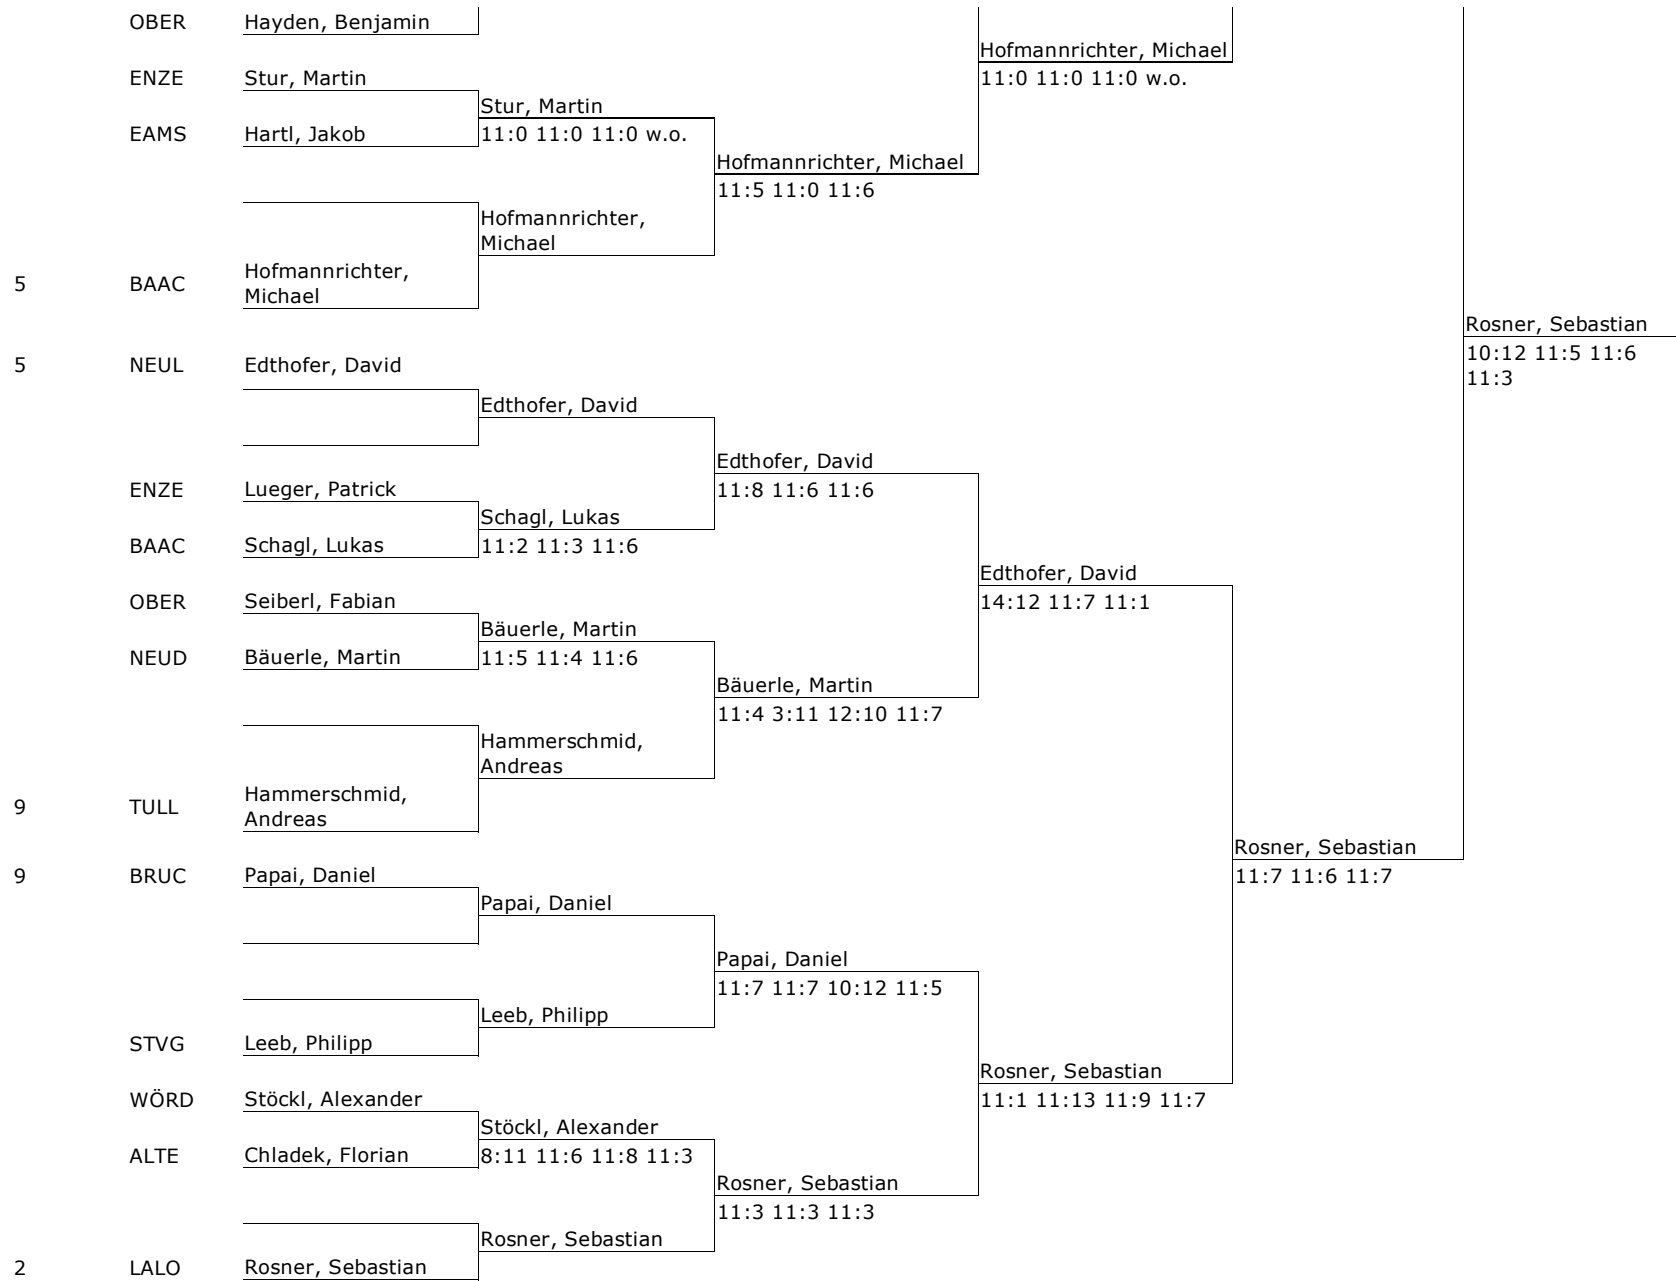 OBER Hayden, Benjamin
Hofmannrichter, Michael
ENZE Stur, Martin 11:0 11:0 11:0 w.o.
Stur, Martin
EAMS Hartl, Jakob 11:0 11:0 11:0 w.o.
Hofmannrichter, Michael
11:5 11:0 11:6
Hofmannrichter,
Michael
5 BAAC Hofmannrichter,
Michael
Rosner, Sebastian
10:12 11:5 11:6
11:3
5 NEUL Edthofer, David
Edthofer, David
Edthofer, David
ENZE Lueger, Patrick 11:8 11:6 11:6
Schagl, Lukas
BAAC Schagl, Lukas 11:2 11:3 11:6
Edthofer, David
OBER Seiberl, Fabian 14:12 11:7 11:1
Bäuerle, Martin
NEUD Bäuerle, Martin 11:5 11:4 11:6
Bäuerle, Martin
11:4 3:11 12:10 11:7
Hammerschmid,
Andreas
9 TULL Hammerschmid,
Andreas
Rosner, Sebastian
9 BRUC Papai, Daniel 11:7 11:6 11:7
Papai, Daniel
Papai, Daniel
11:7 11:7 10:12 11:5
Leeb, Philipp
STVG Leeb, Philipp
Rosner, Sebastian
WÖRD Stöckl, Alexander 11:1 11:13 11:9 11:7
Stöckl, Alexander
ALTE Chladek, Florian 8:11 11:6 11:8 11:3
Rosner, Sebastian
11:3 11:3 11:3
Rosner, Sebastian
2 LALO Rosner, Sebastian